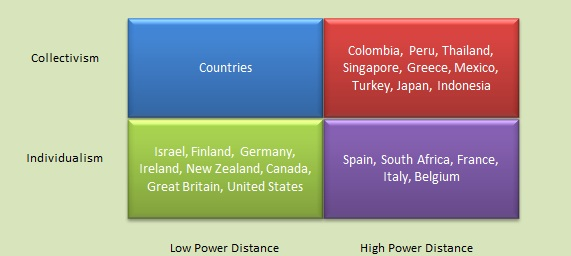 Collectivism
Countries
Colombia, Peru, Thailand,
Singapore, Greece, Mexico,
Turkey, Japan, Indonesia
Individualism
Israel, Finland, Germany,
Ireland, New Zealand, Canada,
Great Britain, United States
Spain, South Africa, France,
Italy, Belgium
Low Power Distance
High Power Distance